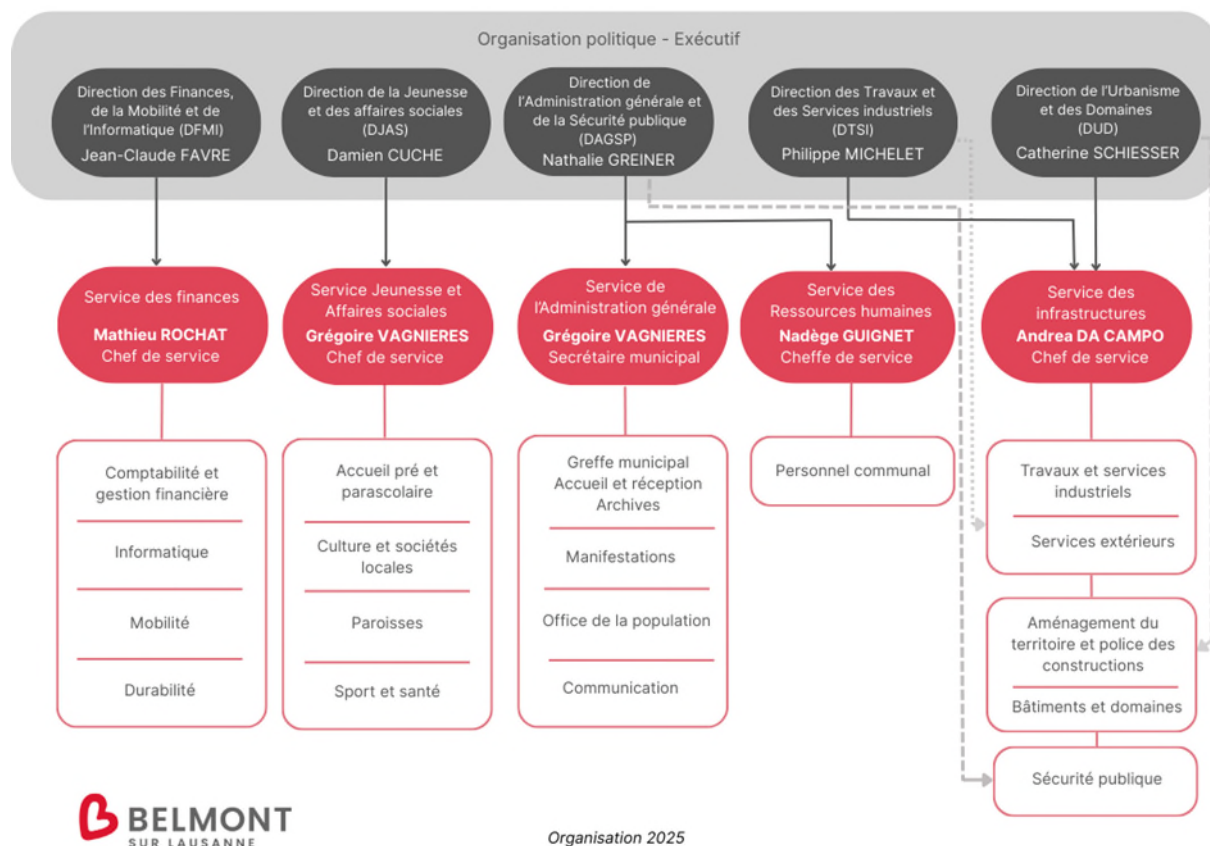 Organisation politique - Exécutif
Direction des Finances,
de la Mobilité et de
l'Informatique (DFMI)
Jean-Claude FAVRE
Direction de la Jeunesse
et des affaires sociales
(DJAS)
Damien CUCHE
Direction de
l'Administration générale et
de la Sécurité publique
(DAGSP)
Nathalie GREINER
Direction des Travaux et
des Services industriels
(DTSI)
Philippe MICHELET
Direction de l'Urbanisme
et des Domaines
(DUD)
Catherine SCHIESSER
Service des finances
Mathieu ROCHAT
Chef de service
Service Jeunesse et
Affaires sociales
Grégoire VAGNIERES
Chef de service
Service de
l'Administration générale
Grégoire VAGNIERES
Secrétaire municipal
Service des
Ressources humaines
Nadège GUIGNET
Cheffe de service
Service des
infrastructures
Andrea DA CAMPO
Chef de service
Comptabilité et
gestion financière
Informatique
Mobilité
Durabilité
Accueil pré et
parascolaire
Culture et sociétés
locales
Paroisses
Sport et santé
Greffe municipal
Accueil et réception
Archives
Manifestations
Office de la population
Communication
Personnel communal
Travaux et services
industriels
Services extérieurs
Aménagement du
territoire et police des
constructions
Bâtiments et domaines
Sécurité publique
BELMONT
SUR LAUSANNE
Organisation 2025